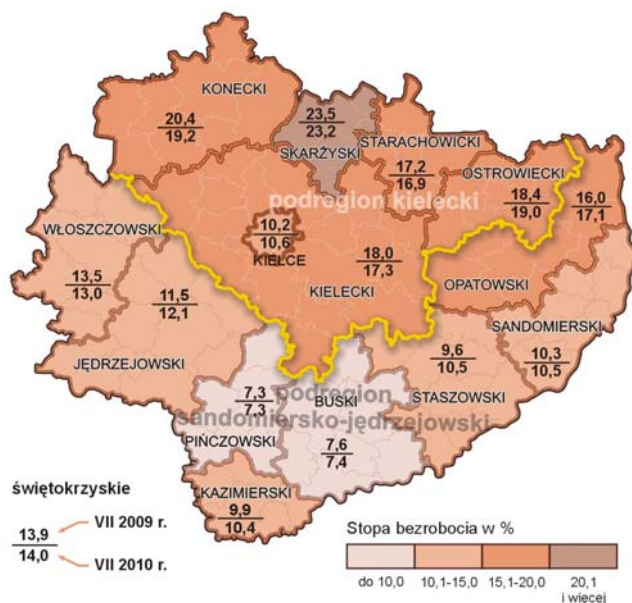 KONECKI
20,4
19,2
23,5
23,2
SKARŻYSKI
STARACHOWICKI
17,2
16,9
OSTROWIECKI
18,4
19,0
16,0
17,1
podregion kielecki
WŁOSZCZOWSKI
13,5
13,0
10,2
10,6
KIELCE
18,0
17,3
KIELECKI
OPATOWSKI
11,5
12,1
JĘDRZEJOWSKI
SANDOMIERSKI
10,3
10,5
9,6
10,5
STASZOWSKI
7,3
7,3
podregion
sandomiersko-jędrzejowski
BUSKI
7,6
7,4
PIŃCZOWSKI
KAZIMIERSKI
9,9
10,4
świętokrzyskie
13,9
14,0
VII 2009 r.
VII 2010 r.
Stopa bezrobocia w %
do 10,0
10,1-15,0
15,1-20,0
20,1
i więcej